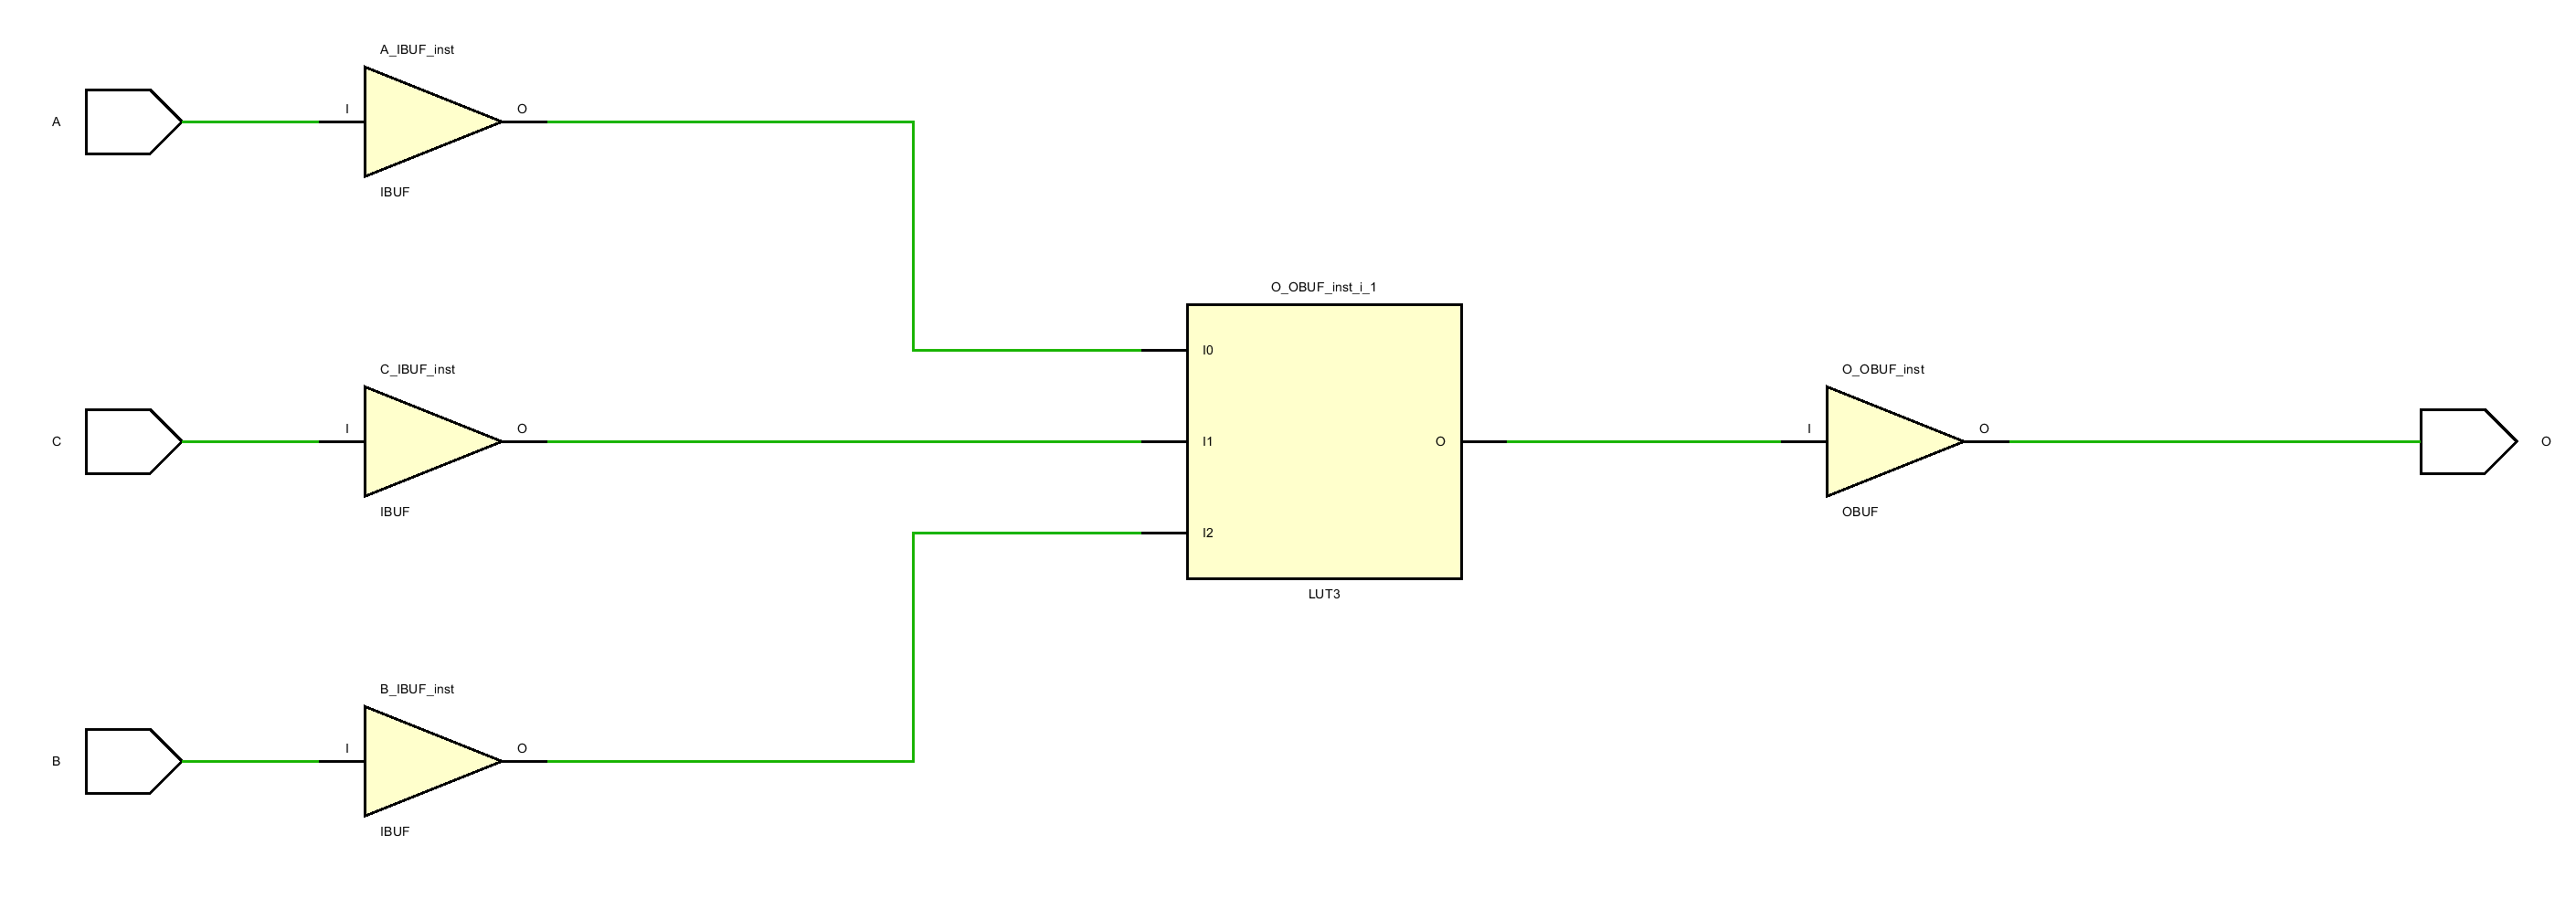 A_IBUF_inst
A
I
O
IBUF
O_OBUF_inst_i_1
I0
C_IBUF_inst
O_OBUF_inst
C
I
O
I1
O
I
O
O
IBUF
OBUF
I2
LUT3
B_IBUF_inst
B
I
O
IBUF